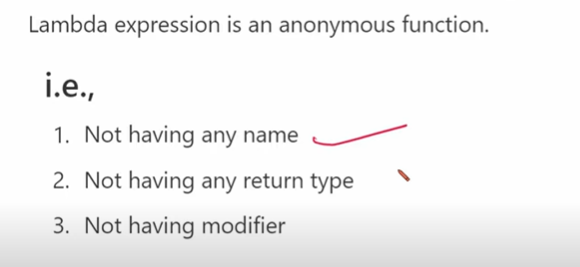 Lambda expression is an anonymous function.
i.e.,
1. Not having any name
2. Not having any return type
3. Not having modifier